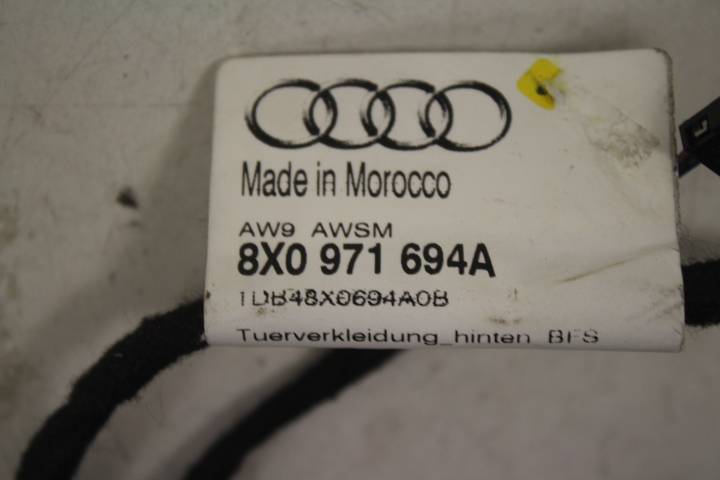 Made in Morocco
AW9 AWSM
8X0 971 694A
1DB48X0694A0B
Tuerverkleidung_hinten BFS